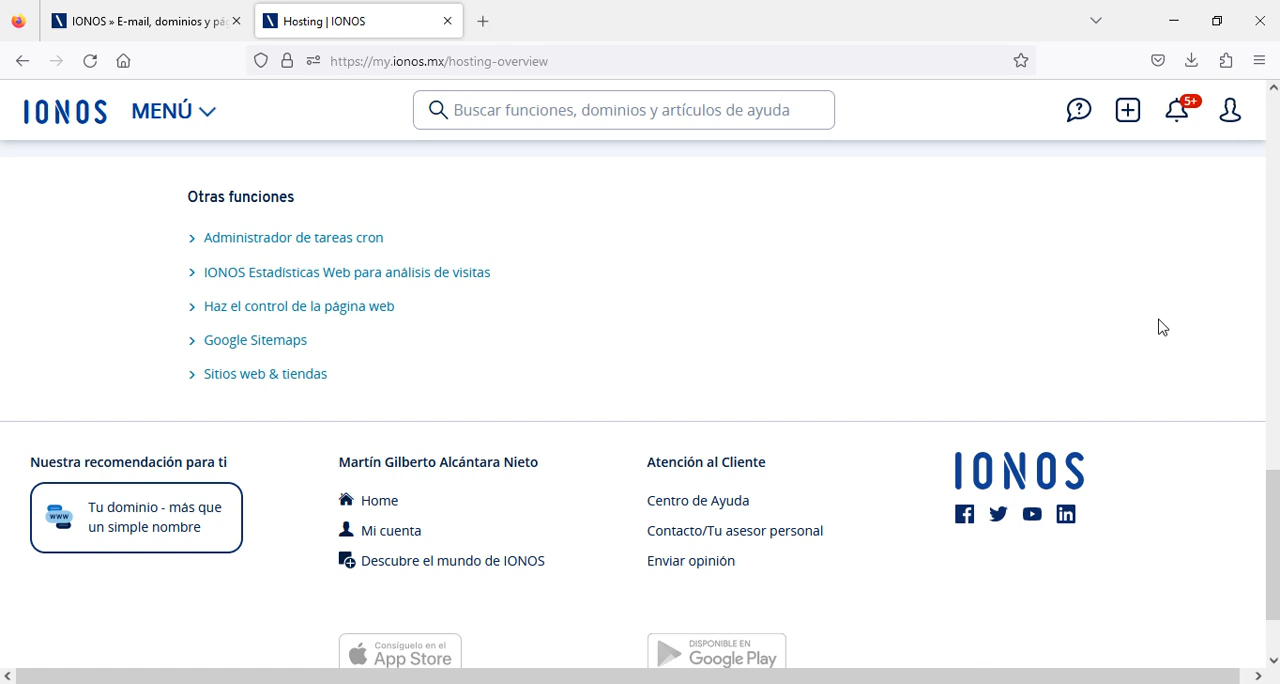 IONOS » E-mail, dominios y pá
Hosting | IONOS
https://my.ionos.mx/hosting-overview
IONOS
MENÚ
Buscar funciones, dominios y artículos de ayuda
5+
Otras funciones
Administrador de tareas cron
IONOS Estadísticas Web para análisis de visitas
Haz el control de la página web
Google Sitemaps
Sitios web & tiendas
Nuestra recomendación para ti
www
Tu dominio - más que
un simple nombre
Martín Gilberto Alcántara Nieto
Home
Mi cuenta
Descubre el mundo de IONOS
Consíguelo en el
App Store
Atención al Cliente
Centro de Ayuda
Contacto/Tu asesor personal
Enviar opinión
DISPONIBLE EN
Google Play
IONOS